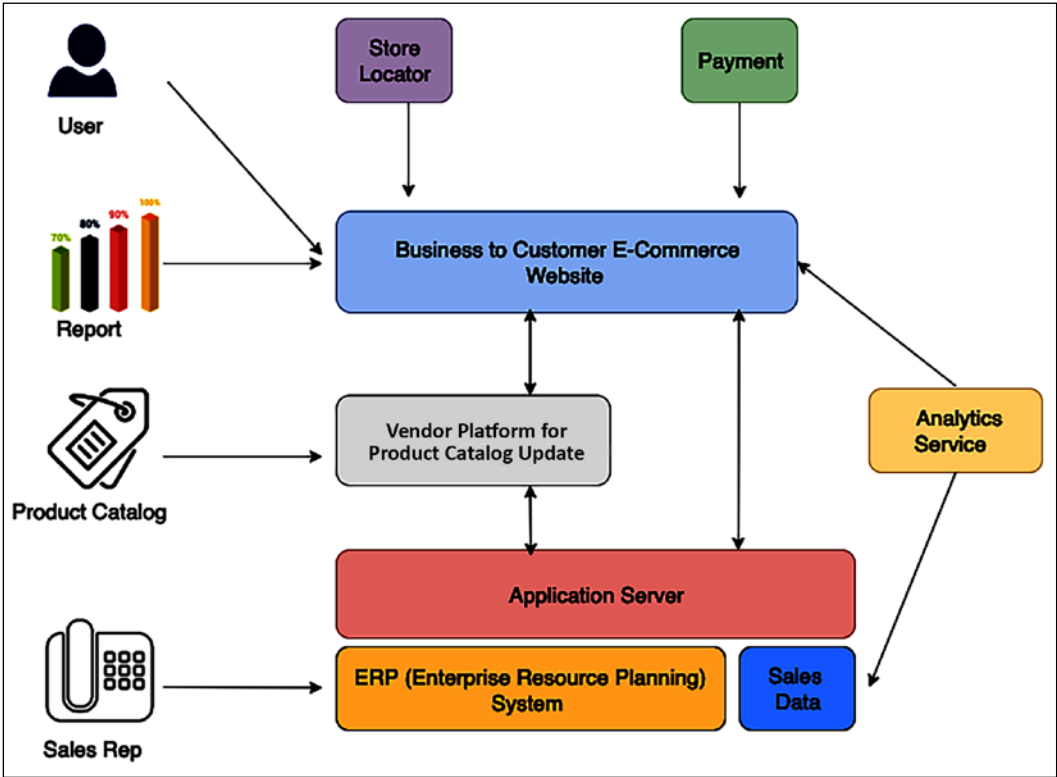 Store
Locator
Payment
User
70%
80%
90%
100%
Business to Customer E-Commerce
Website
Report
Vendor Platform for
Product Catalog Update
Analytics
Service
Product Catalog
Application Server
ERP (Enterprise Resource Planning)
System
Sales
Data
Sales Rep